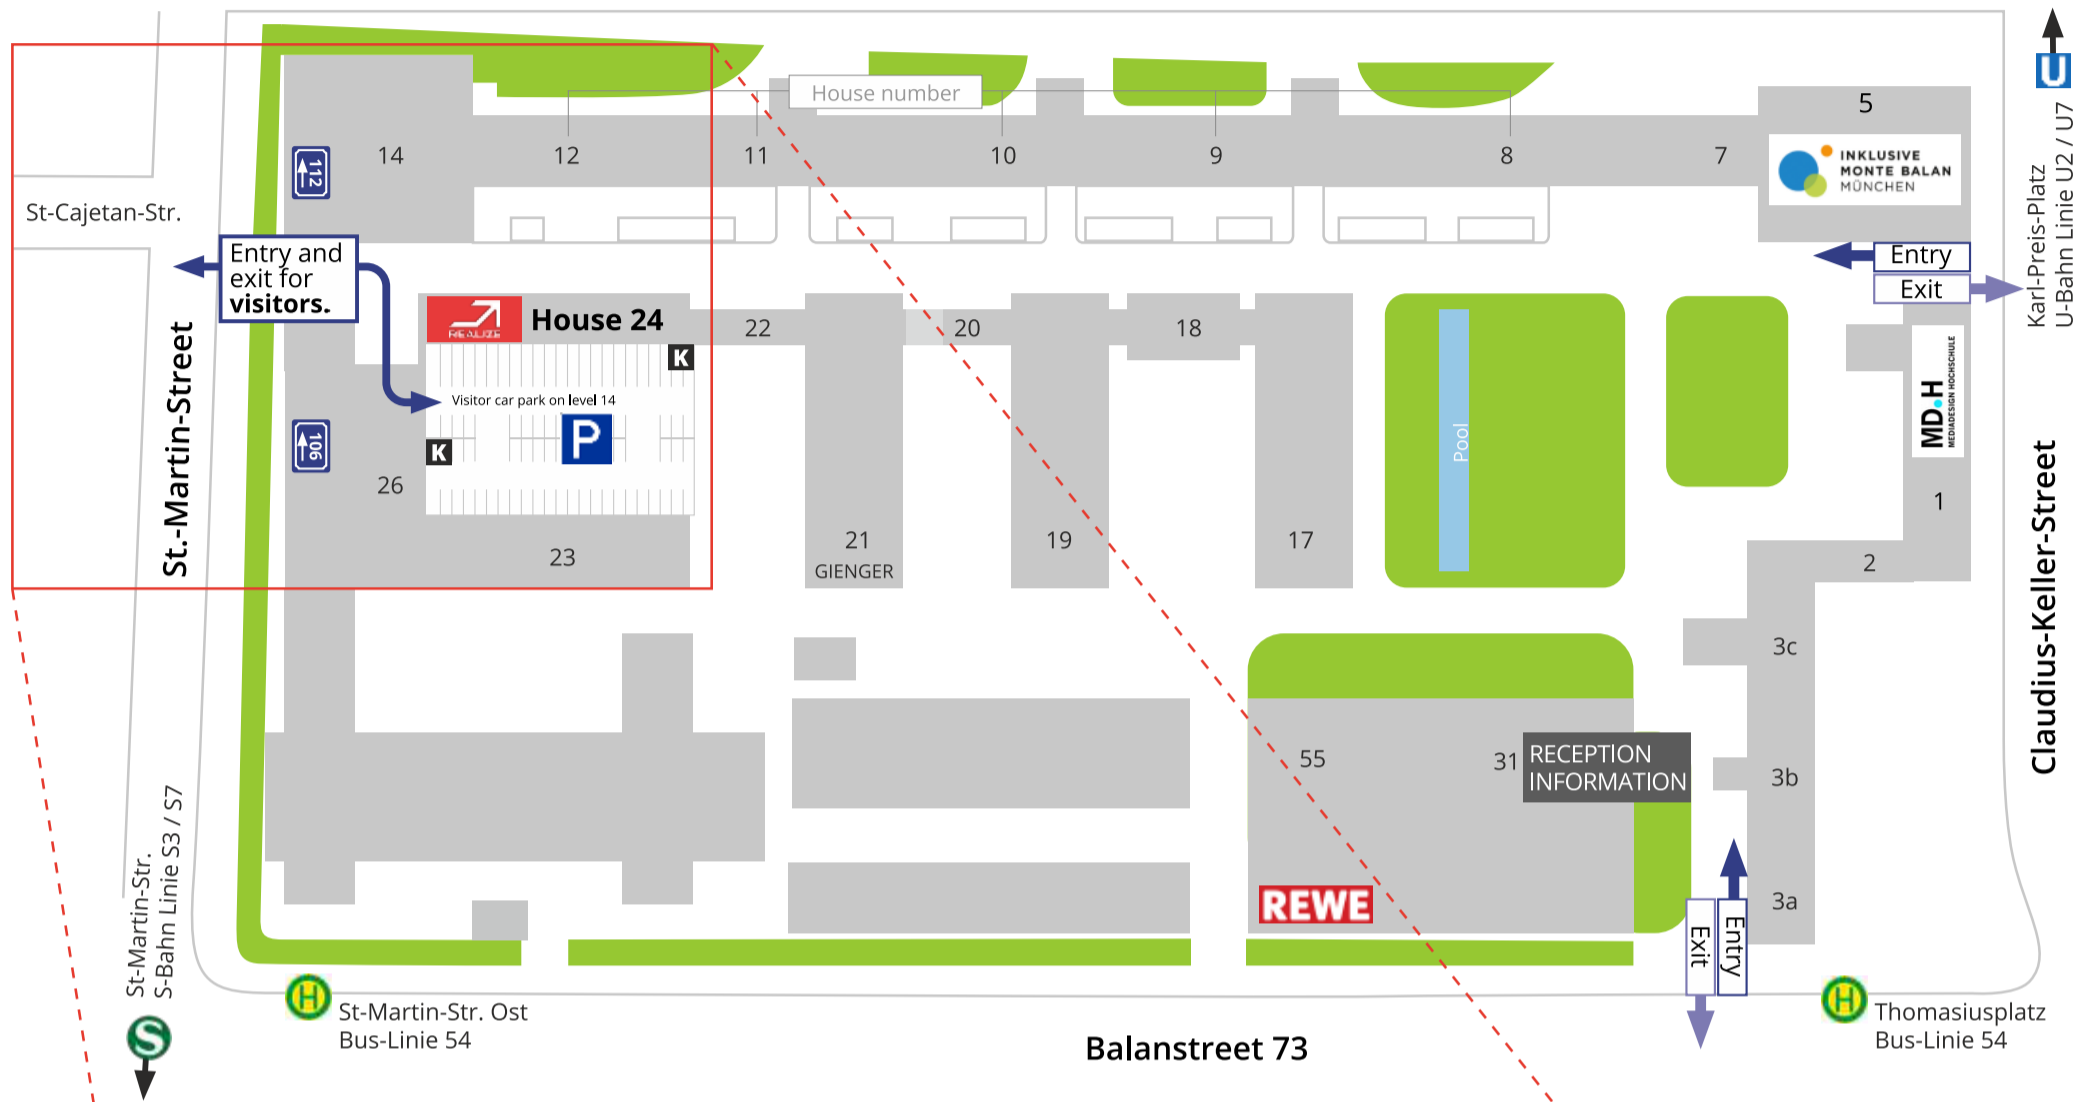 House number
5
14
12
11
10
9
8
7
INKLUSIVE
MONTE BALAN
MÜNCHEN
112
U
Karl-Preis-Platz
U-Bahn Linie U2 / U7
St-Cajetan-Str.
Entry and
exit for
visitors.
Entry
Exit
REALIZE
House 24
22
20
18
K
Visitor car park on level 14
P
K
106
26
23
St.-Martin-Street
21
GIENGER
19
17
Pool
MD.H
MEDIADESIGN HOCHSCHULE
1
2
Claudius-Keller-Street
3c
55
31
RECEPTION
INFORMATION
3b
3a
REWE
Exit
Entry
St-Martin-Str.
S-Bahn Linie S3 / S7
S
H
St-Martin-Str. Ost
Bus-Linie 54
Balanstreet 73
H
Thomasiusplatz
Bus-Linie 54